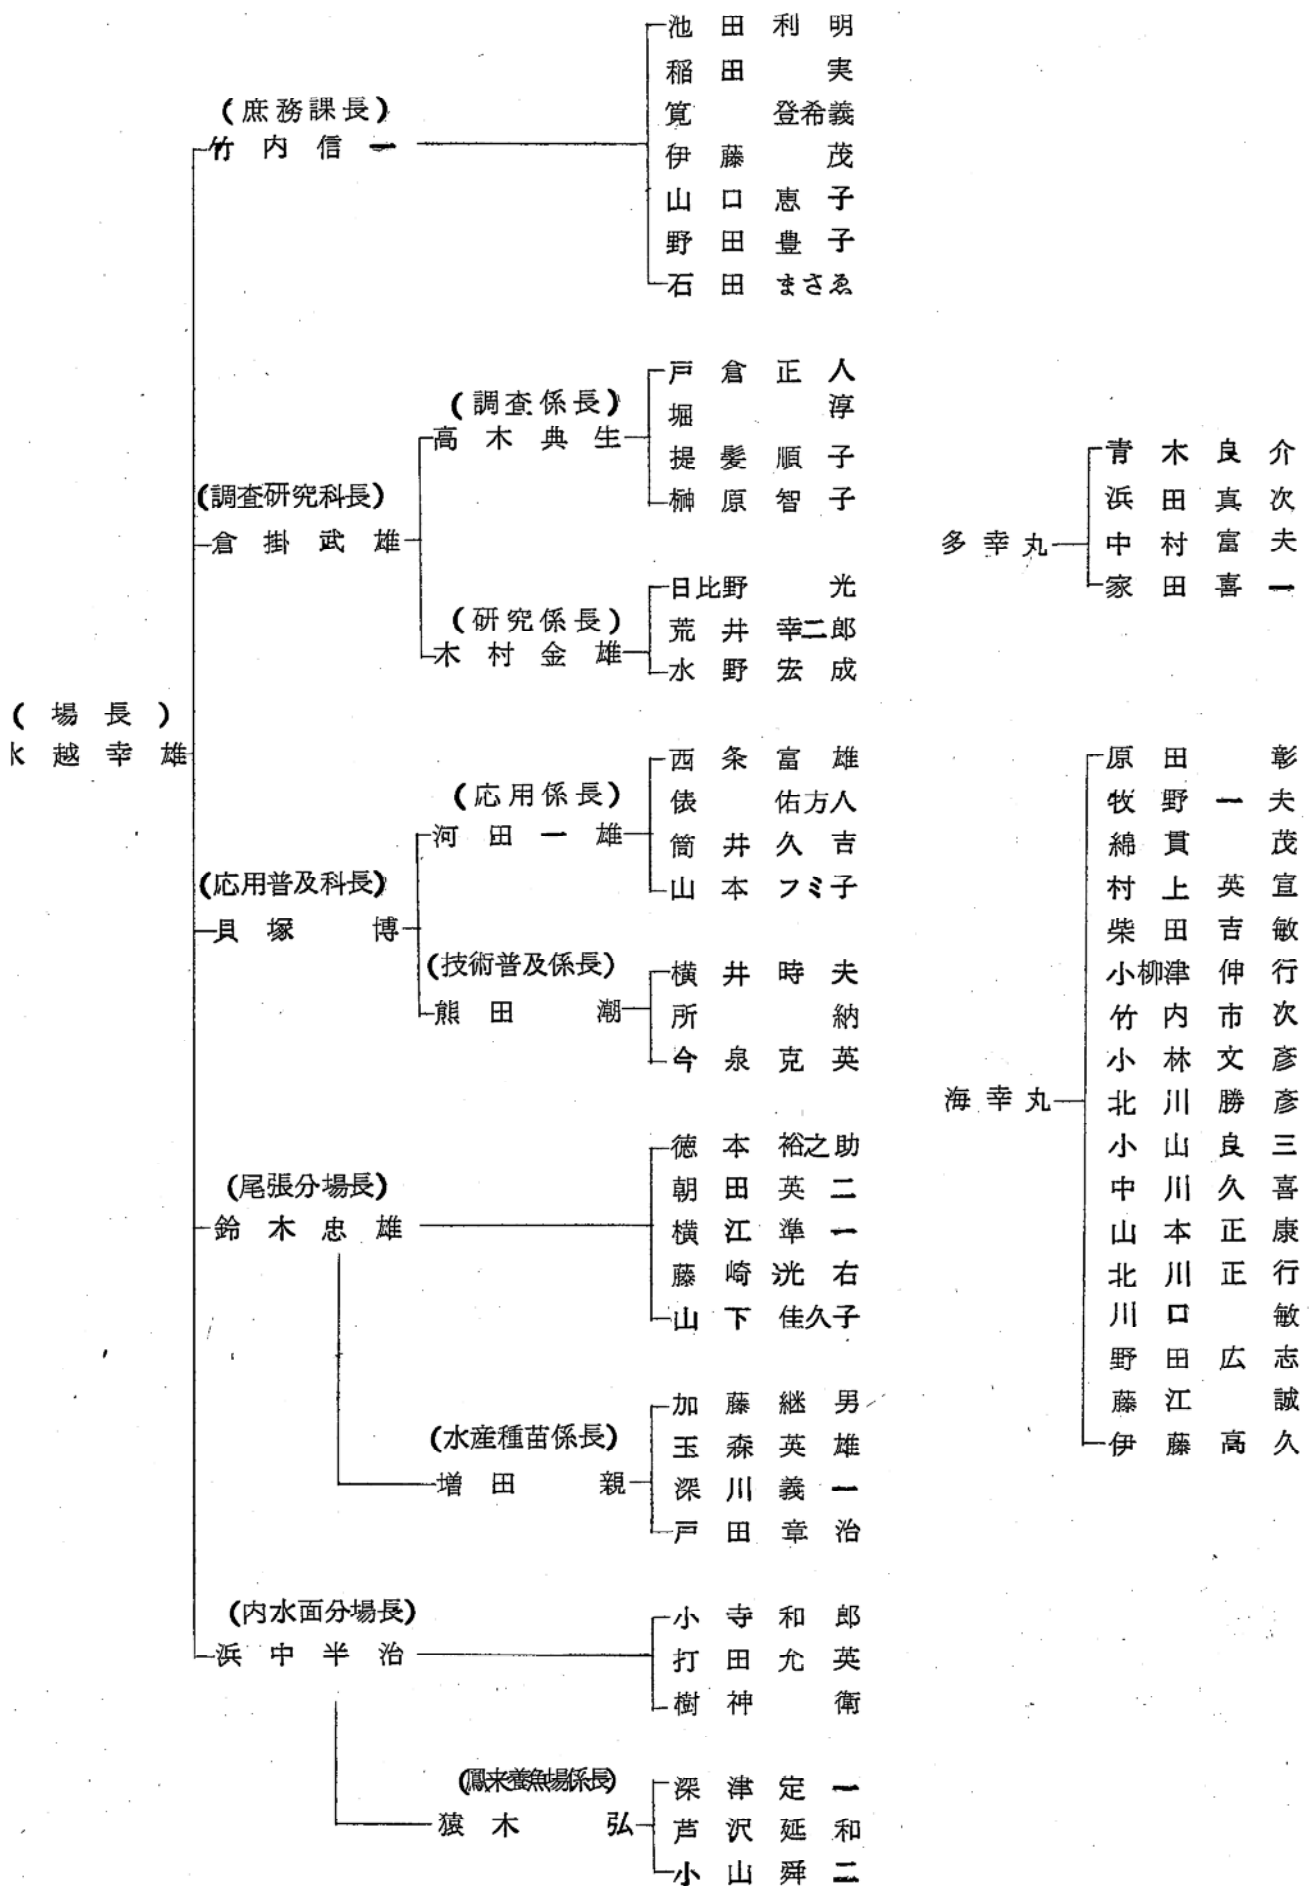 (場長)
水越幸雄
(庶務課長)
竹内信一
池田利明
稲田実
筧登希義
伊藤茂
山口恵子
野田豊子
石田まさゑ
(調査研究科長)
倉掛武雄
(調査係長)
高木典生
戸倉正人
堀淳
提髪順子
榊原智子
(研究係長)
木村金雄
日比野光
荒井幸二郎
水野宏成
(応用普及科長)
貝塚博
(応用係長)
河田一雄
西条富雄
俵佑方人
筒井久吉
山本フミ子
(技術普及係長)
熊田潮
横井時夫
所納
今泉克英
(尾張分場長)
鈴木忠雄
徳本裕之助
朝田英二
横江準一
藤崎洸右
山下佳久子
(水産種苗係長)
増田親
加藤継男
玉森英雄
深川義一
戸田章治
(内水面分場長)
浜中半治
小寺和郎
打田允英
樹神衛
(鳳来養魚場係長)
猿木弘
深津定一
芦沢延和
小山舜二
多幸丸
青木良介
浜田真次
中村富夫
家田喜一
海幸丸
原田彰
牧野一夫
綿貫茂
村上英宣
柴田吉敏
小柳津伸行
竹内市次
小林文彦
北川勝彦
小山良三
中川久喜
山本正康
北川正行
川口敏
野田広志
藤江誠
伊藤高久